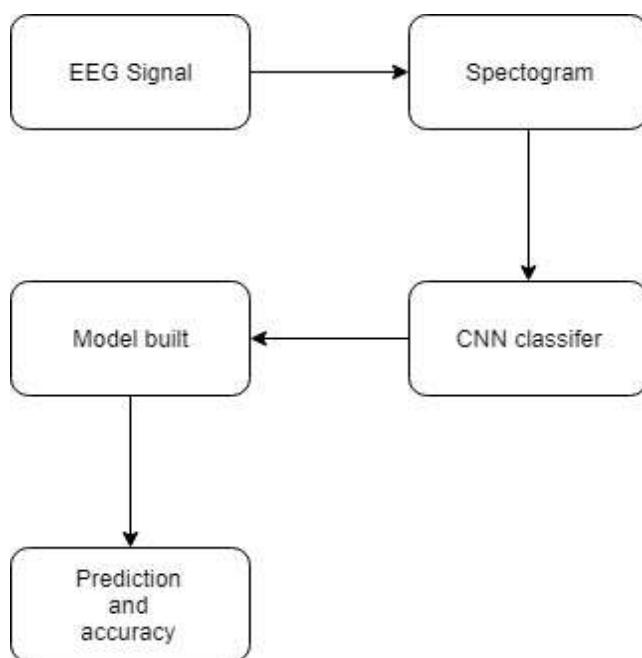 EEG Signal
Spectogram
CNN classifer
Model built
Prediction
and
accuracy